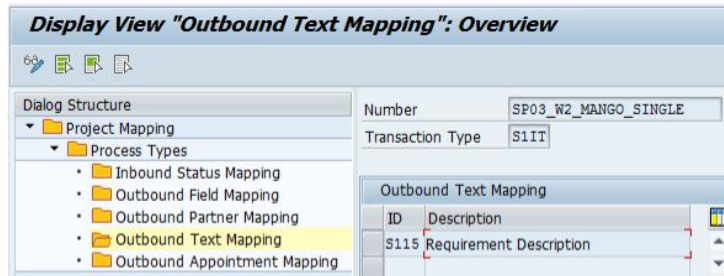 Display View "Outbound Text Mapping": Overview
Dialog Structure
Project Mapping
Process Types
Inbound Status Mapping
Outbound Field Mapping
Outbound Partner Mapping
Outbound Text Mapping
Outbound Appointment Mapping
Number SP03_W2_MANGO_SINGLE
Transaction Type S1IT
Outbound Text Mapping
ID Description
S115 Requirement Description